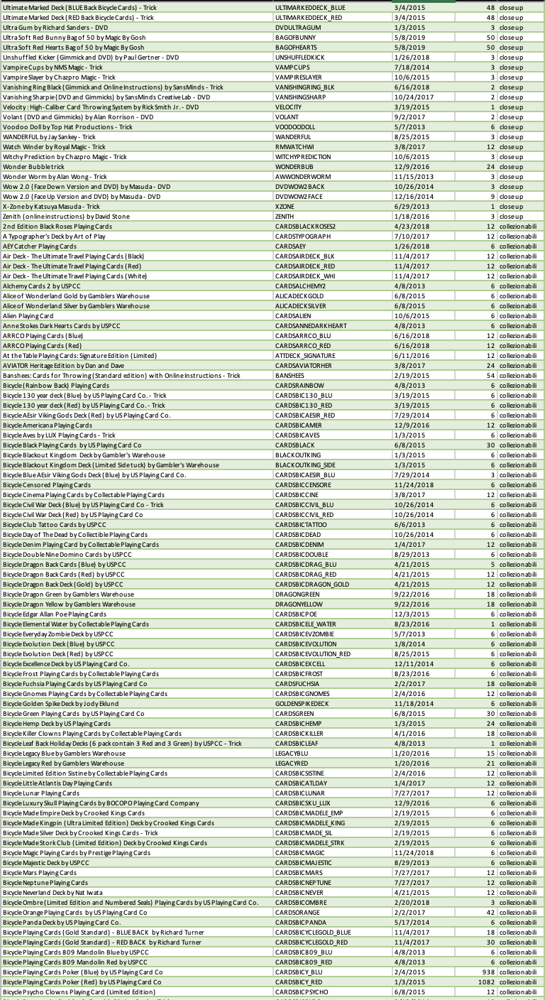 Ultimate Marked Deck (BLUE Back Bicycle Cards) - Trick ULTIMARKEDDECK_BLUE 3/4/2015 48 closeup
Ultimate Marked Deck (RED Back Bicycle Cards) - Trick ULTIMARKEDDECK_RED 3/4/2015 48 closeup
Ultra Gum by Richard Sanders - DVD DVDULTRAGUM 1/3/2015 3 closeup
Ultra Soft Red Bunny Bag of 50 by Magic By Gosh BAGOFBUNNY 5/8/2019 50 closeup
Ultra Soft Red Hearts Bag of 50 by Magic By Gosh BAGOFHEARTS 5/8/2019 50 closeup
Unshuffled Kicker (Gimmick and DVD) by Paul Gertner - DVD UNSHUFFLEDKICK 1/26/2018 3 closeup
Vampire Cups by NMS Magic - Trick VAMPCUPS 7/18/2014 3 closeup
Vampire Slayer by Chazpro Magic - Trick VAMPIRESLAYER 10/6/2015 3 closeup
Vanishing Ring Black (Gimmick and Online Instructions) by SansMinds - Trick VANISHINGRING_BLK 6/16/2018 2 closeup
Vanishing Sharpie (DVD and Gimmicks) by SansMinds Creative Lab - DVD VANISHINGSHARP 10/24/2017 2 closeup
Velocity : High-Caliber Card Throwing System by Rick Smith Jr. - DVD VELOCITY 3/19/2015 1 closeup
Volant (DVD and Gimmicks) by Alan Rorrison - DVD VOLANT 9/2/2017 2 closeup
Voodoo Doll by Top Hat Productions - Trick VOODOODOLL 5/7/2013 6 closeup
WANDERFUL by Jay Sankey - Trick WANDERFUL 8/25/2015 3 closeup
Watch Winder by Royal Magic - Trick RMWATCHWI 3/8/2017 12 closeup
Witchy Prediction by Chazpro Magic - Trick WITCHYPREDICTION 10/6/2015 3 closeup
Wonder Bubble trick WONDERBUB 12/9/2016 24 closeup
Wonder Worm by Alan Wong - Trick AWWONDERWORM 11/15/2013 3 closeup
Wow 2.0 (Face Down Version and DVD) by Masuda - DVD DVDWOW2BACK 10/26/2014 3 closeup
Wow 2.0 (Face Up Version and DVD) by Masuda - DVD DVDWOW2FACE 12/16/2014 9 closeup
X-Zone by Katsuya Masuda - Trick XZONE 6/29/2013 1 closeup
Zenith (online instructions) by David Stone ZENITH 1/18/2016 3 closeup
2nd Edition Black Roses Playing Cards CARDSBLACKROSES2 4/23/2018 12 collezionabili
A Typographer's Deck by Art of Play CARDSTYPOGRAPH 7/10/2017 12 collezionabili
AEY Catcher Playing Cards CARDSAEY 1/26/2018 6 collezionabili
Air Deck - The Ultimate Travel Playing Cards (Black) CARDSAIRDECK_BLK 11/4/2017 12 collezionabili
Air Deck - The Ultimate Travel Playing Cards (Red) CARDSAIRDECK_RED 11/4/2017 12 collezionabili
Air Deck - The Ultimate Travel Playing Cards (White) CARDSAIRDECK_WHI 11/4/2017 12 collezionabili
Alchemy Cards 2 by USPCC CARDSALCHEMY2 4/8/2013 6 collezionabili
Alice of Wonderland Gold by Gamblers Warehouse ALICADECKGOLD 6/8/2015 6 collezionabili
Alice of Wonderland Silver by Gamblers Warehouse ALICEDECKSILVER 6/8/2015 6 collezionabili
Alien Playing Card CARDSALIEN 10/6/2015 6 collezionabili
Anne Stokes Dark Hearts Cards by USPCC CARDSANNEDARKHEART 4/8/2013 6 collezionabili
ARRCO Playing Cards (Blue) CARDSARRCO_BLU 6/16/2018 12 collezionabili
ARRCO Playing Cards (Red) CARDSARRCO_RED 6/16/2018 12 collezionabili
At the Table Playing Cards: Signature Edition (Limited) ATTDECK_SIGNATURE 6/11/2016 12 collezionabili
AVIATOR Heritage Edition by Dan and Dave CARDSAVIATORHER 3/8/2017 24 collezionabili
Banshees: Cards for Throwing (Standard edition) with Online Instructions - Trick BANSHEES 2/19/2015 54 collezionabili
Bicycle (Rainbow Back) Playing Cards CARDSRAINBOW 4/8/2013 6 collezionabili
Bicycle 130 year deck (Blue) by US Playing Card Co. - Trick CARDSBIC130_BLU 3/19/2015 6 collezionabili
Bicycle 130 year deck (Red) by US Playing Card Co. - Trick CARDSBIC130_RED 3/19/2015 6 collezionabili
Bicycle AEsir Viking Gods Deck (Red) by US Playing Card Co. CARDSBICAESIR_RED 7/29/2014 6 collezionabili
Bicycle Americana Playing Cards CARDSBICAMER 12/9/2016 12 collezionabili
Bicycle Aves by LUX Playing Cards - Trick CARDSBICAVES 1/3/2015 6 collezionabili
Bicycle Black Playing Cards by US Playing Card Co CARDSBLACK 6/8/2015 30 collezionabili
Bicycle Blackout Kingdom Deck by Gambler's Warehouse BLACKOUTKING 1/3/2015 6 collezionabili
Bicycle Blackout Kingdom Deck (Limited Side tuck) by Gambler's Warehouse BLACKOUTKING_SIDE 1/3/2015 6 collezionabili
Bicycle Blue AEsir Viking Gods Deck (Blue) by US Playing Card Co. CARDSBICAESIR_BLU 7/29/2014 3 collezionabili
Bicycle Censored Playing Cards CARDSBICCENSORE 11/24/2018 6 collezionabili
Bicycle Cinema Playing Cards by Collectable Playing Cards CARDSBICCINE 3/8/2017 12 collezionabili
Bicycle Civil War Deck (Blue) by US Playing Card Co - Trick CARDSBICCIVIL_BLU 10/26/2014 6 collezionabili
Bicycle Civil War Deck (Red) by US Playing Card Co CARDSBICCIVIL_RED 10/26/2014 6 collezionabili
Bicycle Club Tattoo Cards by USPCC CARDSBICTATTOO 6/6/2013 6 collezionabili
Bicycle Day of The Dead by Collectible Playing Cards CARDSBICDEAD 10/26/2014 6 collezionabili
Bicycle Denim Playing Card by Collectable Playing Cards CARDSBICDENIM 1/4/2017 12 collezionabili
Bicycle Double Nine Domino Cards by USPCC CARDSBICDOUBLE 8/29/2013 6 collezionabili
Bicycle Dragon Back Cards (Blue) by USPCC CARDSBICDRAG_BLU 4/21/2015 5 collezionabili
Bicycle Dragon Back Cards (Red) by USPCC CARDSBICDRAG_RED 4/21/2015 12 collezionabili
Bicycle Dragon Back Deck (Gold) by USPCC CARDSBICDRAGON_GOLD 4/21/2015 12 collezionabili
Bicycle Dragon Green by Gamblers Warehouse DRAGONGREEN 9/22/2016 18 collezionabili
Bicycle Dragon Yellow by Gamblers Warehouse DRAGONYELLOW 9/22/2016 18 collezionabili
Bicycle Edgar Allan Poe Playing Cards CARDSBICPOE 12/3/2015 6 collezionabili
Bicycle Elemental Water by Collectable Playing Cards CARDSBICELE_WATER 8/23/2016 1 collezionabili
Bicycle Everyday Zombie Deck by USPCC CARDSBICEVZOMBIE 5/7/2013 6 collezionabili
Bicycle Evolution Deck (Blue) by USPCC CARDSBICEVOLUTION 1/8/2014 6 collezionabili
Bicycle Evolution Deck (Red) by USPCC CARDSBICEVOLUTION_RED 8/25/2015 6 collezionabili
Bicycle Excellence Deck by US Playing Card Co. CARDSBICEXCELL 12/11/2014 6 collezionabili
Bicycle Frost Playing Cards by Collectable Playing Cards CARDSBICFROST 8/23/2016 6 collezionabili
Bicycle Fuchsia Playing Cards by US Playing Card Co CARDSFUCHSIA 2/2/2017 18 collezionabili
Bicycle Gnomes Playing Cards by Collectable Playing Cards CARDSBICGNOMES 2/4/2016 12 collezionabili
Bicycle Golden Spike Deck by Jody Eklund GOLDENSPIKEDECK 11/18/2014 6 collezionabili
Bicycle Green Playing Cards by US Playing Card Co CARDSGREEN 6/8/2015 30 collezionabili
Bicycle Hemp Deck by US Playing Cards CARDSBICHEMP 1/3/2015 24 collezionabili
Bicycle Killer Clowns Playing Cards by Collectable Playing Cards CARDSBICKILLER 4/1/2016 18 collezionabili
Bicycle Leaf Back Holiday Decks (6 pack contain 3 Red and 3 Green) by USPCC - Trick CARDSBICLEAF 4/8/2013 1 collezionabili
Bicycle Legacy Blue by Gamblers Warehouse LEGACYBLU 1/20/2016 15 collezionabili
Bicycle Legacy Red by Gamblers Warehouse LEGACYRED 1/20/2016 21 collezionabili
Bicycle Limited Edition Sistine by Collectable Playing Cards CARDSBICSISTINE 2/4/2016 12 collezionabili
Bicycle Little Atlantis Day Playing Cards CARDSBICATLDAY 1/4/2017 12 collezionabili
Bicycle Lunar Playing Cards CARDSBICLUNAR 7/27/2017 12 collezionabili
Bicycle Luxury Skull Playing Cards by BOCOPO Playing Card Company CARDSBICSKU_LUX 12/9/2016 6 collezionabili
Bicycle Made Empire Deck by Crooked Kings Cards CARDSBICMADELE_EMP 2/19/2015 6 collezionabili
Bicycle Made Kingpin (Ultra Limited Edition) Deck by Crooked Kings Cards CARDSBICMADELE_KING 2/19/2015 6 collezionabili
Bicycle Made Silver Deck by Crooked Kings Cards - Trick CARDSBICMADE_SIL 2/19/2015 6 collezionabili
Bicycle Made Stork Club (Limited Edition) Deck by Crooked Kings Cards CARDSBICMADELE_STRK 2/19/2015 6 collezionabili
Bicycle Magic Playing Cards by Prestige Playing Cards CARDSBICMAGIC 11/24/2018 6 collezionabili
Bicycle Majestic Deck by USPCC CARDSBICMAJESTIC 8/29/2013 6 collezionabili
Bicycle Mars Playing Cards CARDSBICMARS 7/27/2017 12 collezionabili
Bicycle Neptune Playing Cards CARDSBICNEPTUNE 7/27/2017 12 collezionabili
Bicycle Neverland Deck by Nat Iwata CARDSBICNEVER 4/21/2015 12 collezionabili
Bicycle Ombre (Limited Edition and Numbered Seals) Playing Cards by US Playing Card Co. CARDSBICOMBRE 2/20/2018 3 collezionabili
Bicycle Orange Playing Cards by US Playing Card Co CARDSORANGE 2/2/2017 42 collezionabili
Bicycle Panda Deck by US Playing Card Co. CARDSBICPANDA 5/17/2014 6 collezionabili
Bicycle Playing Cards (Gold Standard) - BLUE BACK by Richard Turner CARDSBICYCLEGOLD_BLUE 11/4/2017 18 collezionabili
Bicycle Playing Cards (Gold Standard) - RED BACK by Richard Turner CARDSBICYCLEGOLD_RED 11/4/2017 30 collezionabili
Bicycle Playing Cards 809 Mandolin Blue by USPCC CARDSBIC809_BLU 4/8/2013 6 collezionabili
Bicycle Playing Cards 809 Mandolin Red by USPCC CARDSBIC809_RED 4/8/2013 6 collezionabili
Bicycle Playing Cards Poker (Blue) by US Playing Card Co CARDSBICY_BLU 2/4/2015 938 collezionabili
Bicycle Playing Cards Poker (Red) by US Playing Card Co CARDSBICY_RED 1/3/2015 1082 collezionabili
Bicycle Psycho Clowns Playing Card (Limited Edition) CARDSBICPSYCHO 6/8/2015 12 collezionabili